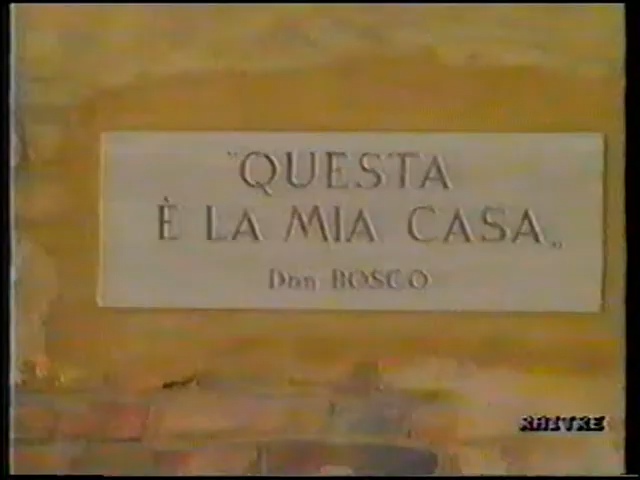 "QUESTA
È LA MIA CASA„
Don BOSCO
RAITRE